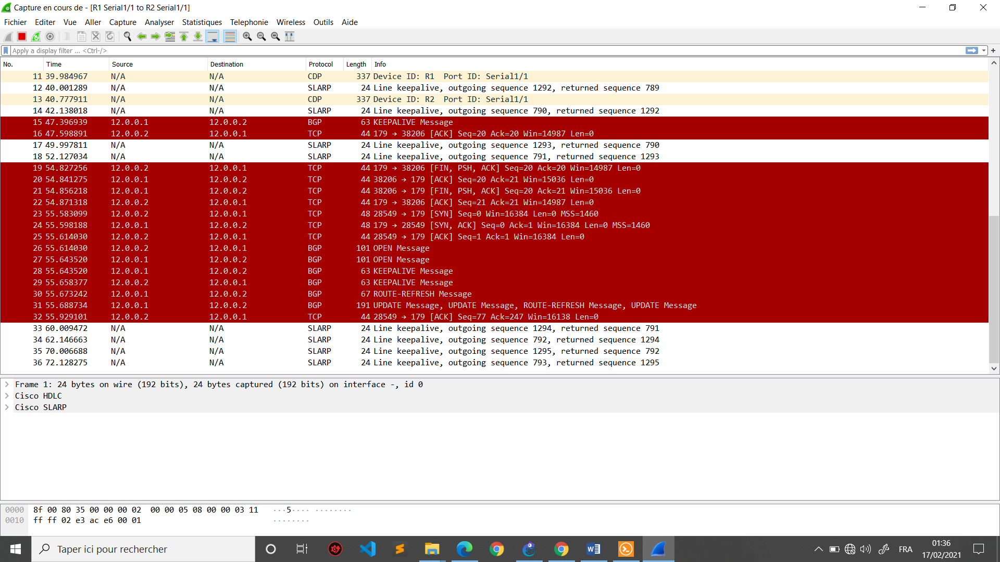 Capture en cours de - [R1 Serial1/1 to R2 Serial1/1]
Fichier Editer Vue Aller Capture Analyser Statistiques Telephonie Wireless Outils Aide
Apply a display filter ... <Ctrl-/>
No. Time Source Destination Protocol Length Info
11 39.984967 N/A N/A CDP 337 Device ID: R1 Port ID: Serial1/1
12 40.001289 N/A N/A SLARP 24 Line keepalive, outgoing sequence 1292, returned sequence 789
13 40.777911 N/A N/A CDP 337 Device ID: R2 Port ID: Serial1/1
14 42.138018 N/A N/A SLARP 24 Line keepalive, outgoing sequence 790, returned sequence 1292
15 47.396939 12.0.0.1 12.0.0.2 BGP 63 KEEPALIVE Message
16 47.598891 12.0.0.2 12.0.0.1 TCP 44 179 → 38206 [ACK] Seq=20 Ack=20 Win=14987 Len=0
17 49.997811 N/A N/A SLARP 24 Line keepalive, outgoing sequence 1293, returned sequence 790
18 52.127034 N/A N/A SLARP 24 Line keepalive, outgoing sequence 791, returned sequence 1293
19 54.827256 12.0.0.2 12.0.0.1 TCP 44 179 → 38206 [FIN, PSH, ACK] Seq=20 Ack=20 Win=14987 Len=0
20 54.841275 12.0.0.1 12.0.0.2 TCP 44 38206 → 179 [ACK] Seq=20 Ack=21 Win=15036 Len=0
21 54.856218 12.0.0.1 12.0.0.2 TCP 44 38206 → 179 [FIN, PSH, ACK] Seq=20 Ack=21 Win=15036 Len=0
22 54.871318 12.0.0.2 12.0.0.1 TCP 44 179 → 38206 [ACK] Seq=21 Ack=21 Win=14987 Len=0
23 55.583099 12.0.0.2 12.0.0.1 TCP 48 28549 → 179 [SYN] Seq=0 Win=16384 Len=0 MSS=1460
24 55.598188 12.0.0.1 12.0.0.2 TCP 48 179 → 28549 [SYN, ACK] Seq=0 Ack=1 Win=16384 Len=0 MSS=1460
25 55.614030 12.0.0.2 12.0.0.1 TCP 44 28549 → 179 [ACK] Seq=1 Ack=1 Win=16384 Len=0
26 55.614030 12.0.0.2 12.0.0.1 BGP 101 OPEN Message
27 55.643520 12.0.0.1 12.0.0.2 BGP 101 OPEN Message
28 55.643520 12.0.0.1 12.0.0.2 BGP 63 KEEPALIVE Message
29 55.658377 12.0.0.2 12.0.0.1 BGP 63 KEEPALIVE Message
30 55.673242 12.0.0.1 12.0.0.2 BGP 67 ROUTE-REFRESH Message
31 55.688734 12.0.0.1 12.0.0.2 BGP 191 UPDATE Message, UPDATE Message, ROUTE-REFRESH Message, UPDATE Message
32 55.929101 12.0.0.2 12.0.0.1 TCP 44 28549 → 179 [ACK] Seq=77 Ack=247 Win=16138 Len=0
33 60.009472 N/A N/A SLARP 24 Line keepalive, outgoing sequence 1294, returned sequence 791
34 62.146663 N/A N/A SLARP 24 Line keepalive, outgoing sequence 792, returned sequence 1294
35 70.006688 N/A N/A SLARP 24 Line keepalive, outgoing sequence 1295, returned sequence 792
36 72.128275 N/A N/A SLARP 24 Line keepalive, outgoing sequence 793, returned sequence 1295
Frame 1: 24 bytes on wire (192 bits), 24 bytes captured (192 bits) on interface -, id 0
Cisco HDLC
Cisco SLARP
0000 8f 00 80 35 00 00 00 02 00 00 05 08 00 00 03 11 ···5···· ········
0010 ff ff 02 e3 ac e6 00 01 ········
Taper ici pour rechercher
FRA
01:36
17/02/2021